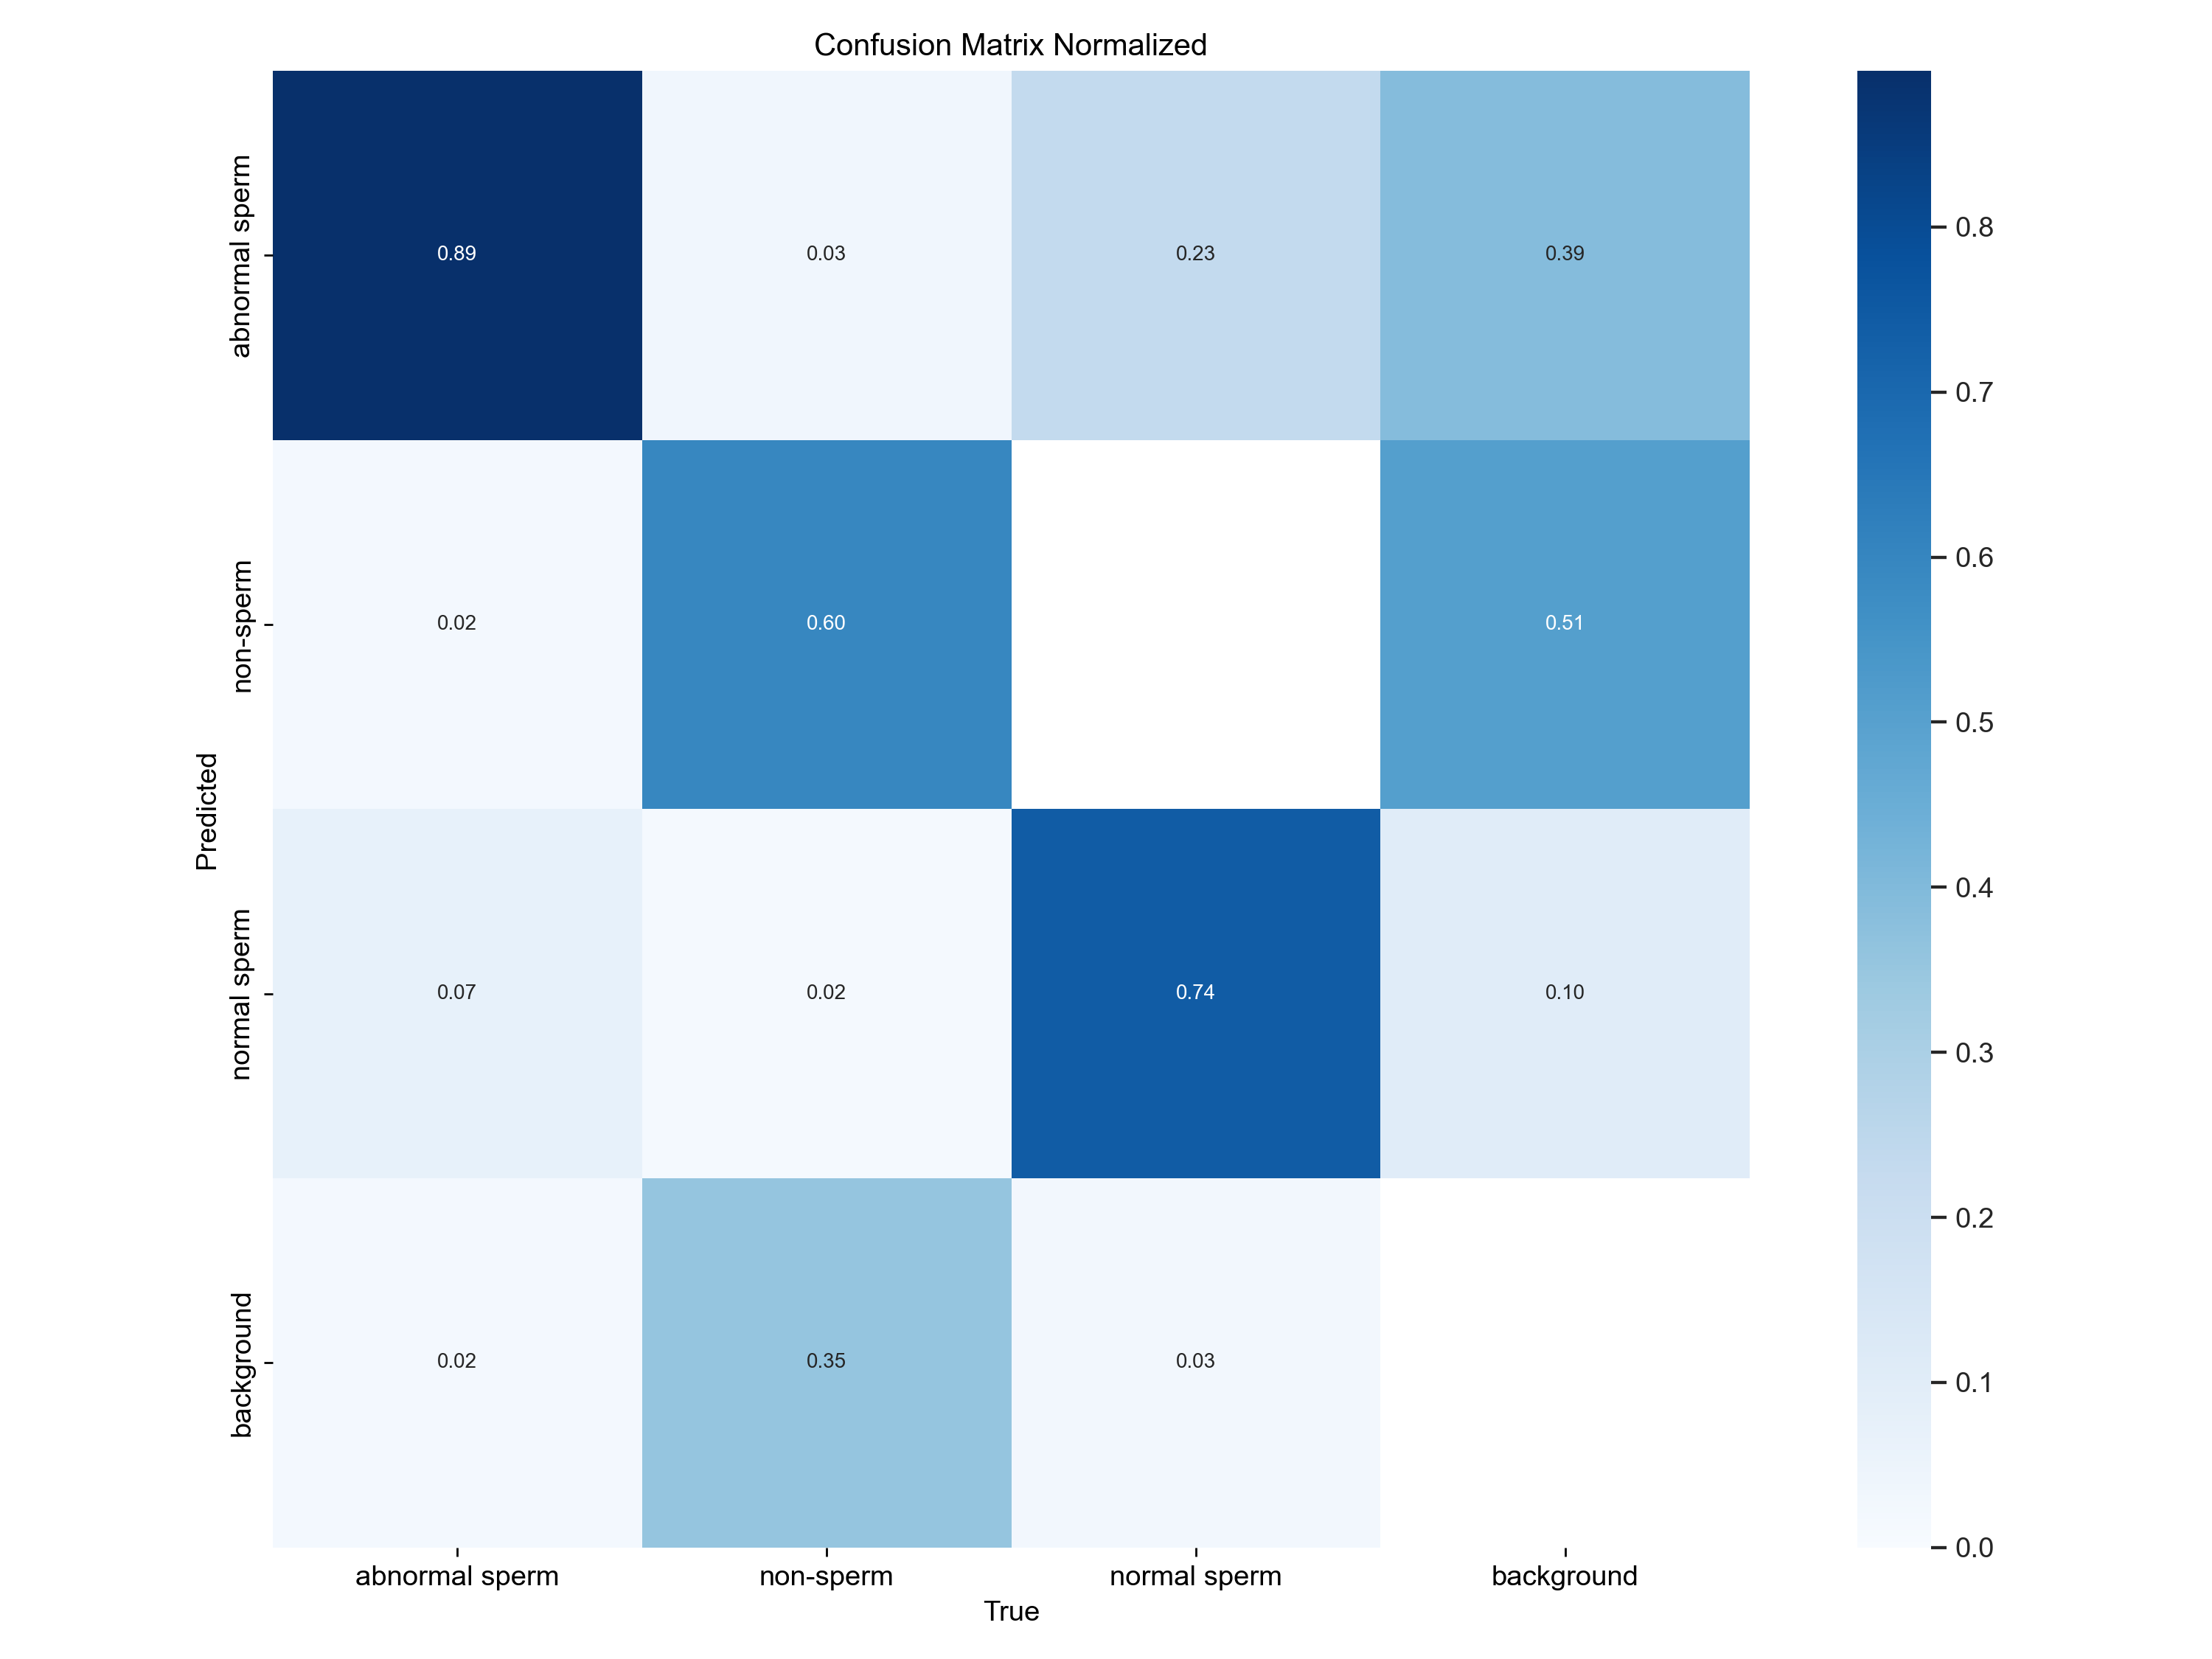 Confusion Matrix Normalized
abnormal sperm
0.89
0.03
0.23
0.39
non-sperm
0.02
0.60
0.51
normal sperm
0.07
0.02
0.74
0.10
background
0.02
0.35
0.03
Predicted
abnormal sperm
non-sperm
normal sperm
background
True
0.8
0.7
0.6
0.5
0.4
0.3
0.2
0.1
0.0